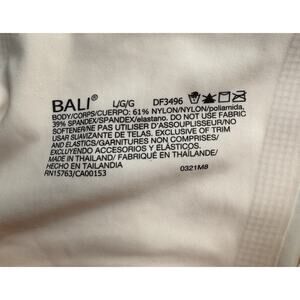 BALI® L/G/G DF3496
BODY/CORPS/CUERPO: 61% NYLON/NYLON/poliamida,
39% SPANDEX/SPANDEX/elastano. DO NOT USE FABRIC
SOFTENER/NE PAS UTILISER D'ASSOUPLISSEUR/NO
USAR SUAVIZANTE DE TELAS. EXCLUSIVE OF TRIM
AND ELASTICS/GARNITURES NON COMPRISES/
EXCLUYENDO ACCESORIOS Y ELÁSTICOS.
MADE IN THAILAND/ FABRIQUÉ EN THAÏLANDE/
HECHO EN TAILANDIA
RN15763/CA00153 0321M8